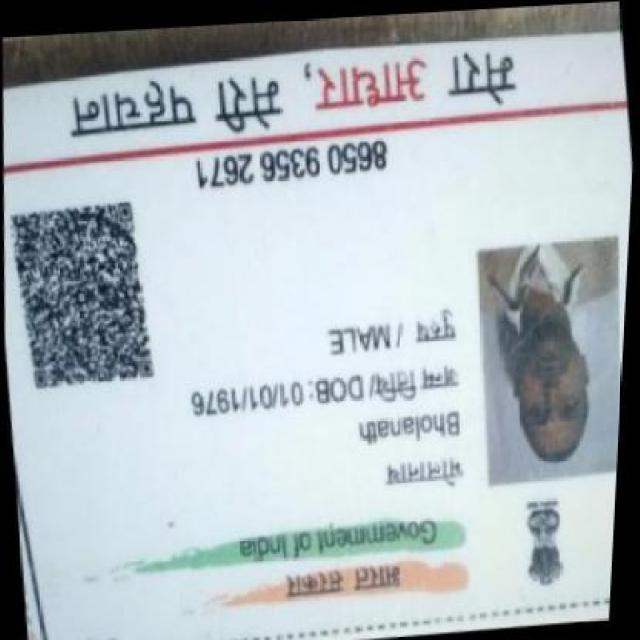 भारत सरकार
Government of India
भोलानाथ
Bholanath
जन्म तिथि/ DOB: 01/01/1976
पुरुष / MALE
8650 9356 2671
मेरा आधार, मेरी पहचान